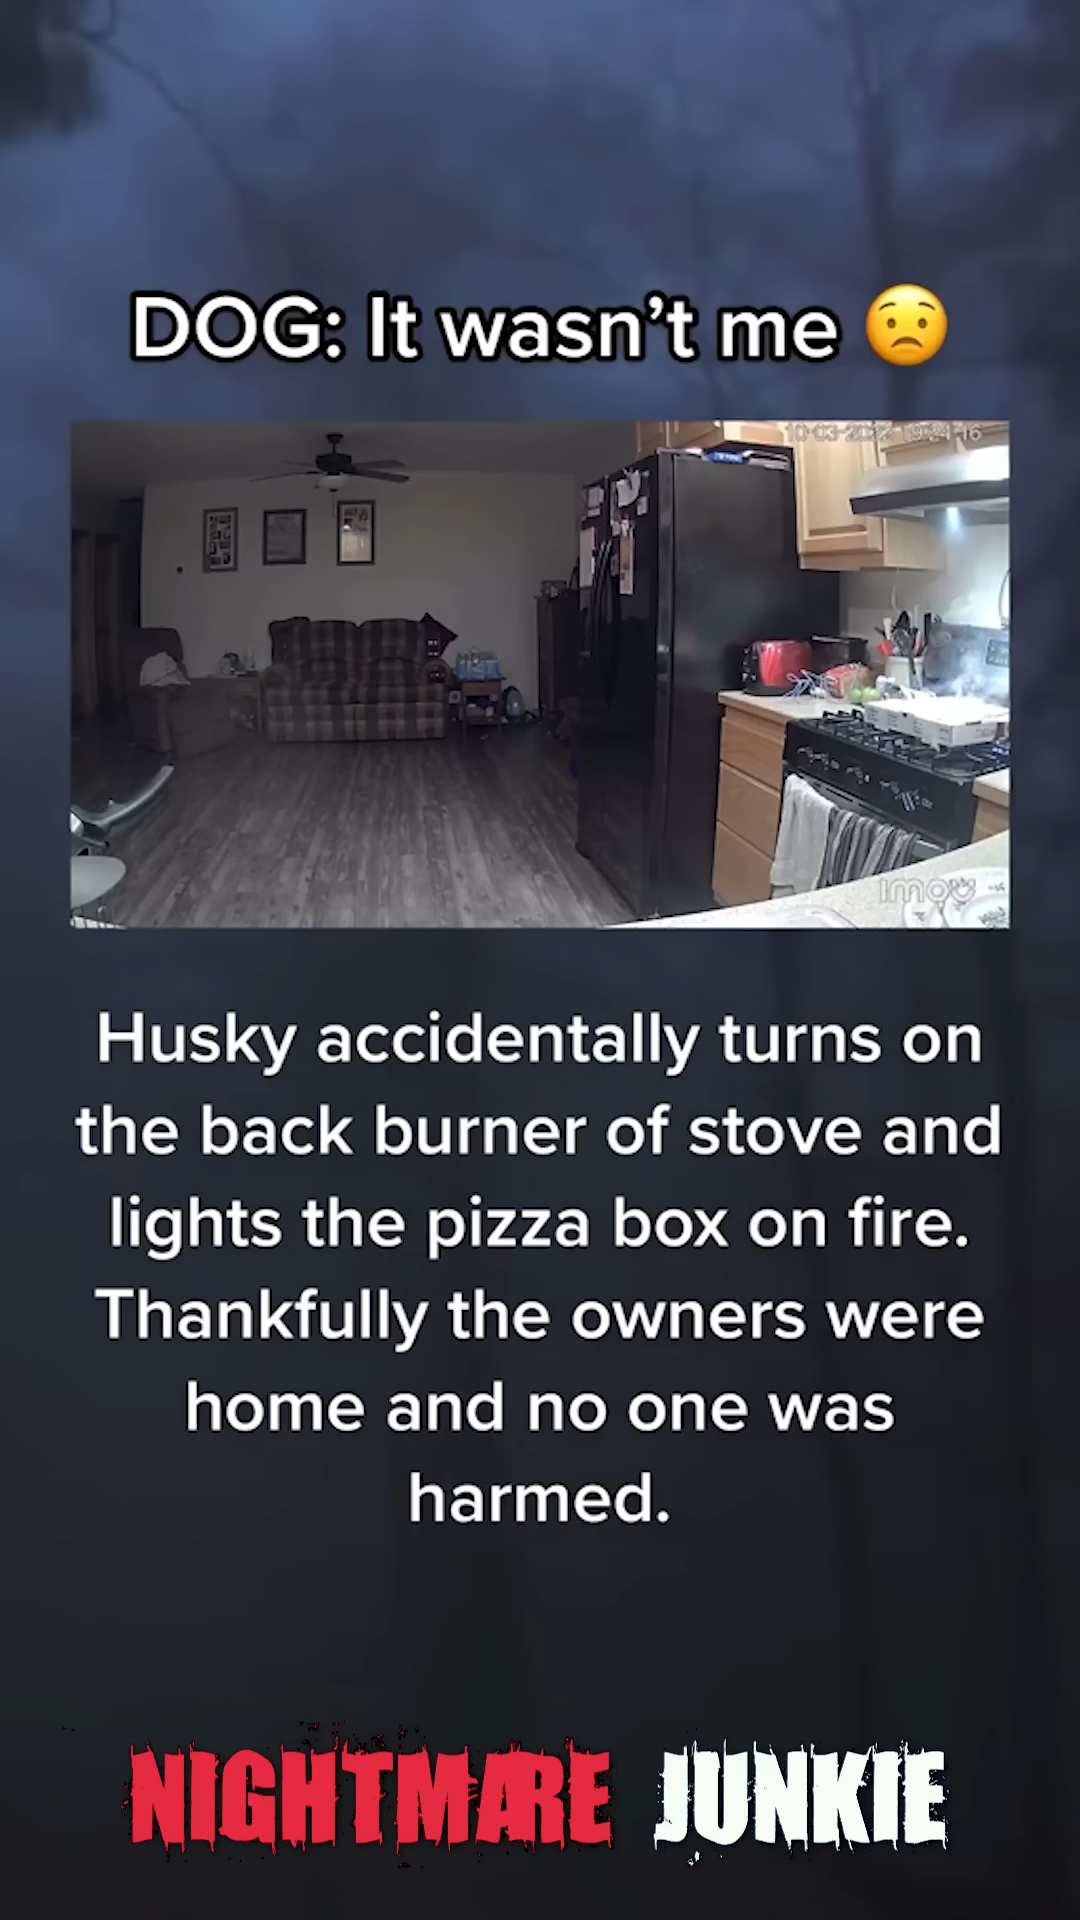 DOG: It wasn’t me 😟
imou
Husky accidentally turns on
the back burner of stove and
lights the pizza box on fire.
Thankfully the owners were
home and no one was
harmed.
NIGHTMARE JUNKIE